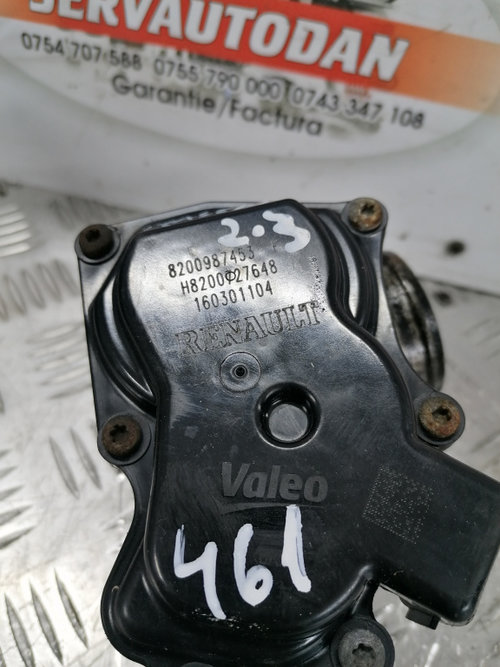 SERVAUTODAN
0754 707 588 0755 790 000 0743 347 108
Garantie/Factura
2.3
8200987453
160301104
RENAULT
Valeo
461